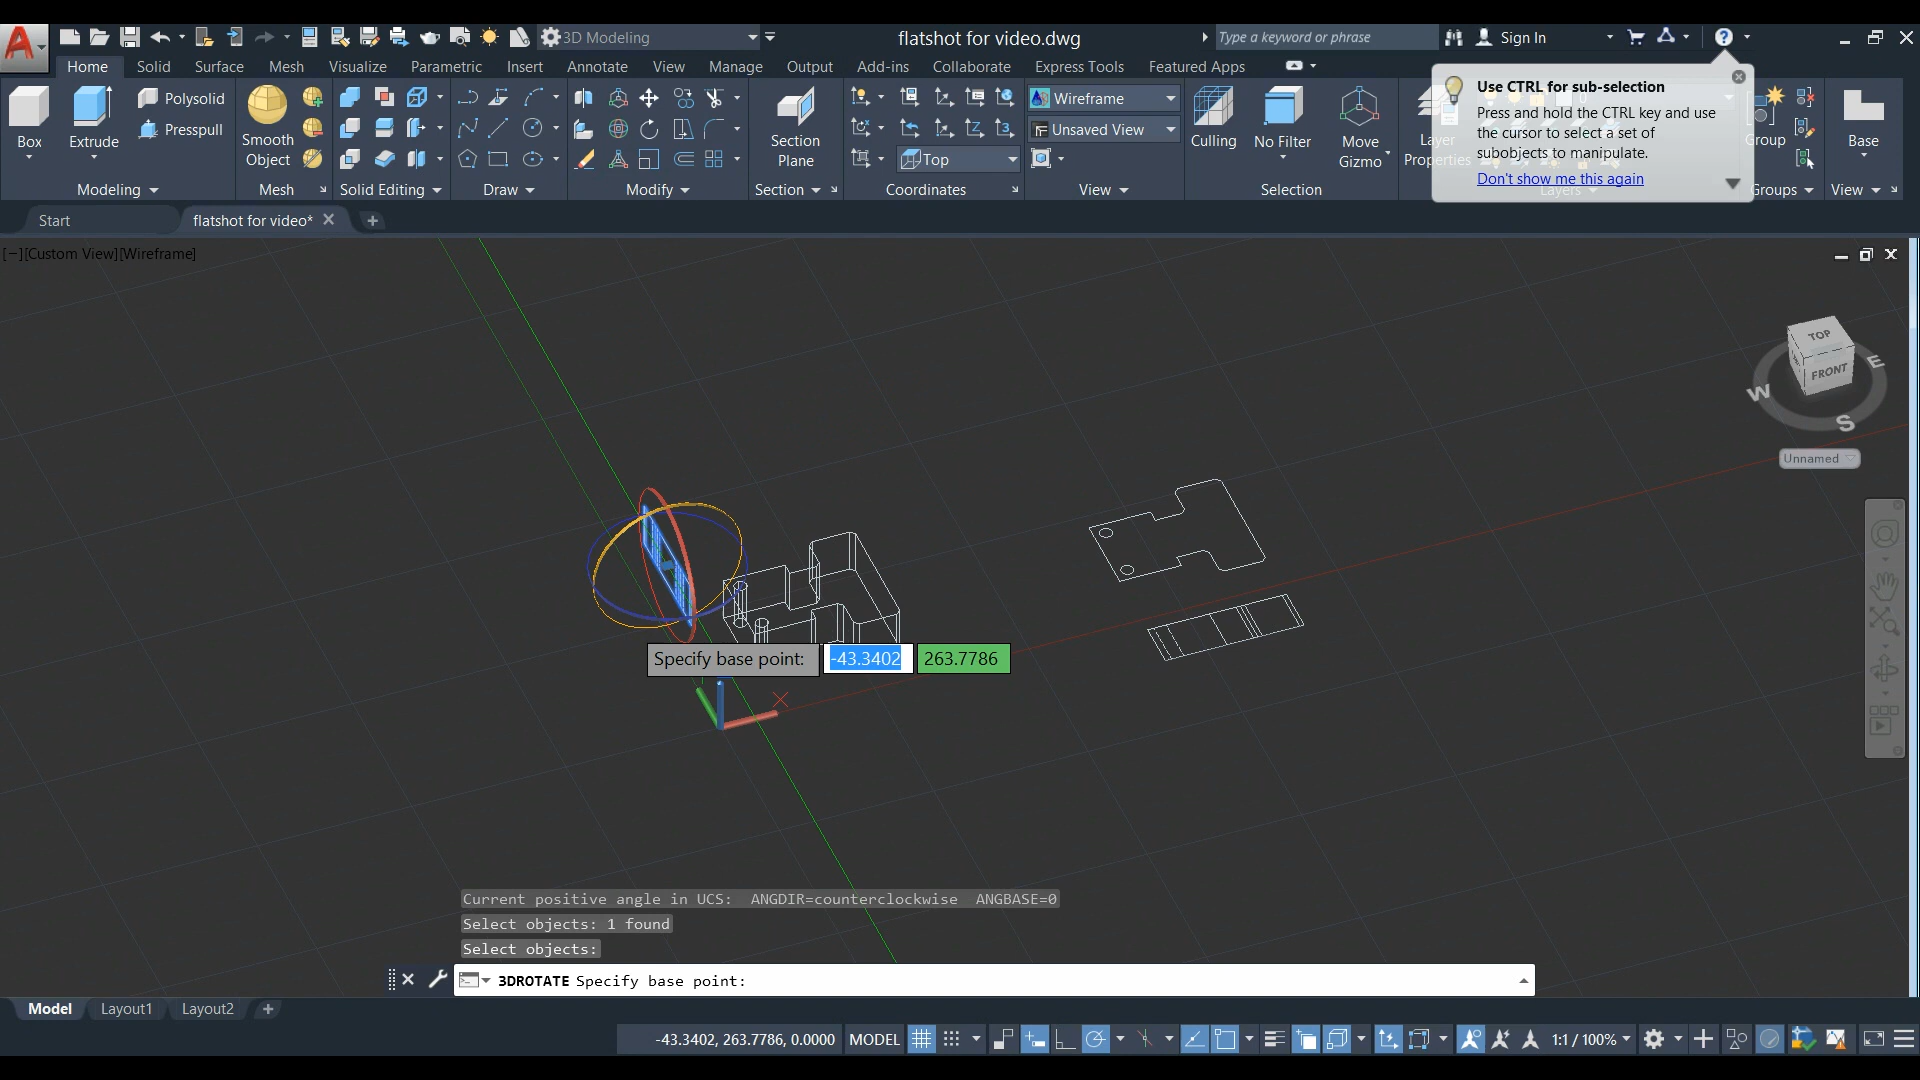 3D Modeling
flatshot for video.dwg
Type a keyword or phrase
Sign In
Home Solid Surface Mesh Visualize Parametric Insert Annotate View Manage Output Add-ins Collaborate Express Tools Featured Apps
Use CTRL for sub-selection
Press and hold the CTRL key and use
the cursor to select a set of
subobjects to manipulate.
Don't show me this again
Box
Extrude
Polysolid
Presspull
Smooth
Object
Section
Plane
Wireframe
Unsaved View
Top
Culling
No Filter
Move
Gizmo
Layer
Properties
Group
Base
Modeling
Mesh
Solid Editing
Draw
Modify
Section
Coordinates
View
Selection
Layers
Groups
View
Start
flatshot for video*
[−][Custom View][Wireframe]
TOP
FRONT
W
E
S
Unnamed
Specify base point: -43.3402 263.7786
Current positive angle in UCS: ANGDIR=counterclockwise ANGBASE=0
Select objects: 1 found
Select objects:
3DROTATE Specify base point:
Model Layout1 Layout2
-43.3402, 263.7786, 0.0000 MODEL
1:1 / 100%